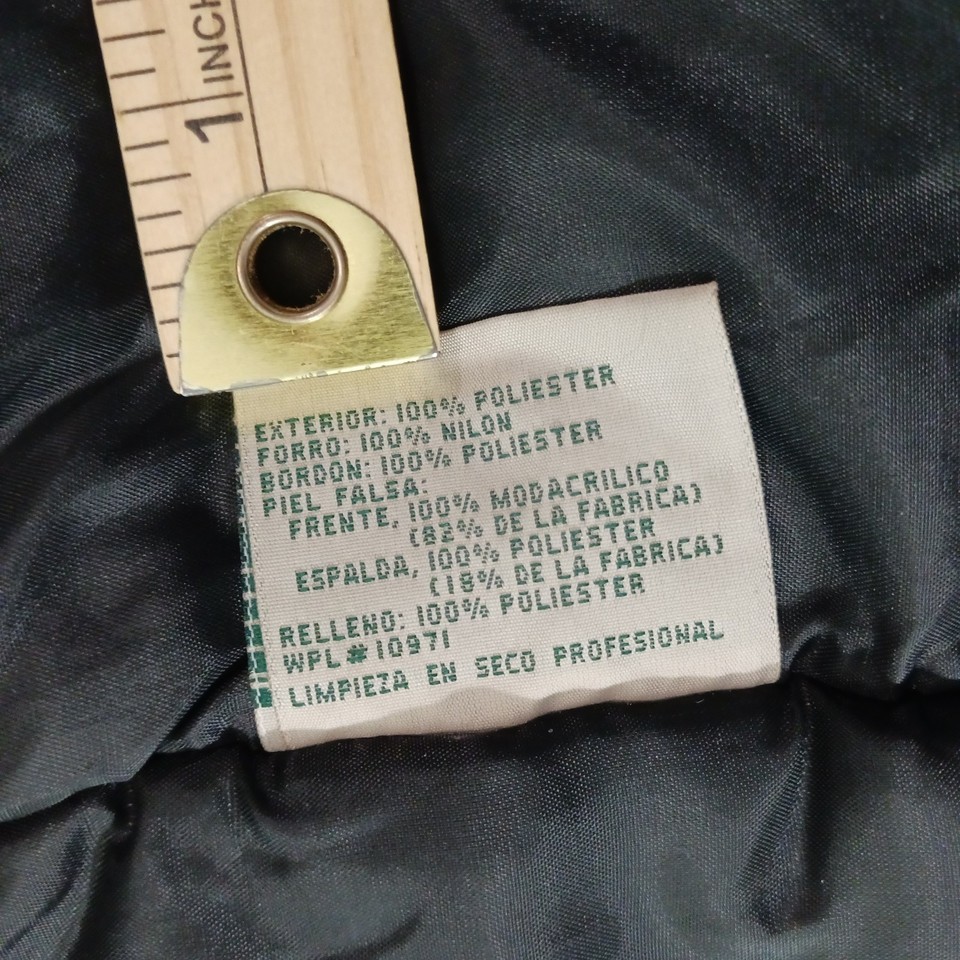 1 INCH
EXTERIOR: 100% POLIESTER
FORRO: 100% NILON
BORDON: 100% POLIESTER
PIEL FALSA:
FRENTE, 100% MODACRILICO
(82% DE LA FABRICA)
ESPALDA, 100% POLIESTER
(18% DE LA FABRICA)
RELLENO: 100% POLIESTER
WPL# 10971
LIMPIEZA EN SECO PROFESIONAL